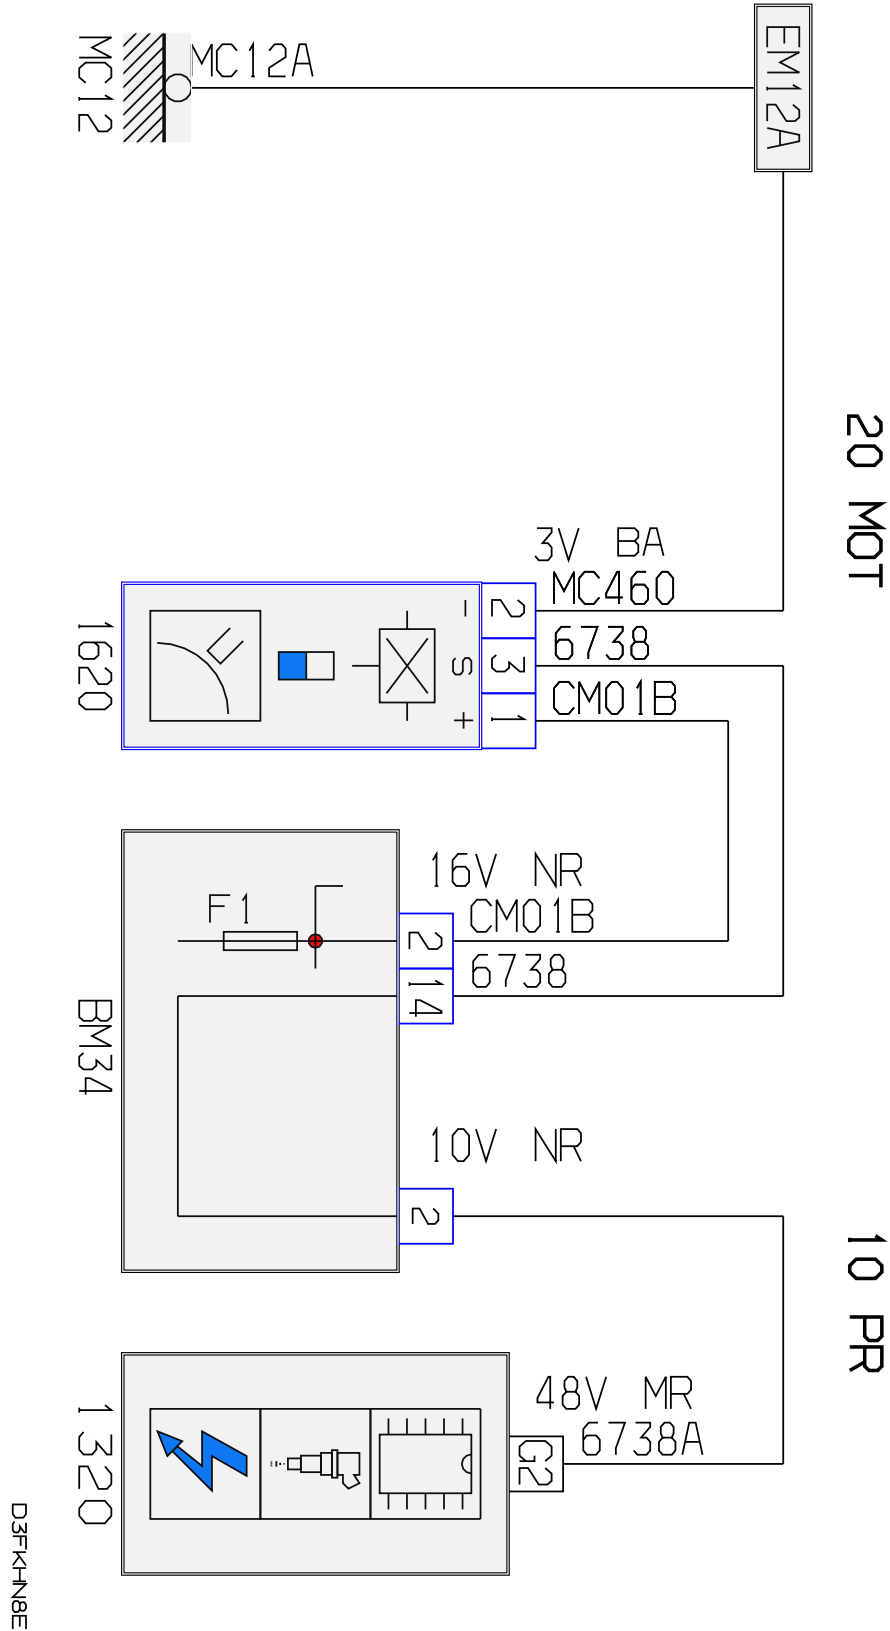 MC12A
MC12
EM12A
20 MOT
3V BA
MC460
2
-
6738
3
S
CM01B
1
+
1620
16V NR
F1
CM01B
2
6738
14
BM34
10V NR
2
10 PR
48V MR
6738A
G2
1320
D3FKHN8E